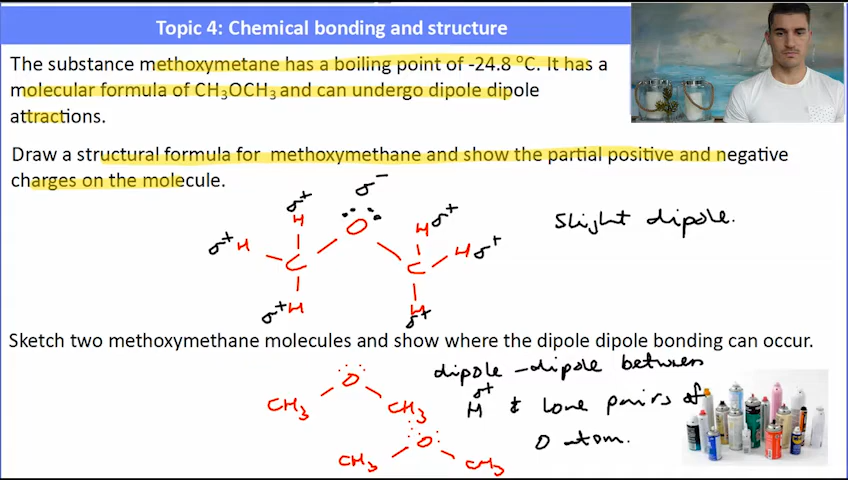 Topic 4: Chemical bonding and structure
The substance methoxymetane has a boiling point of -24.8 °C. It has a
molecular formula of CH₃OCH₃ and can undergo dipole dipole
attractions.
Draw a structural formula for methoxymethane and show the partial positive and negative
charges on the molecule.
δ-
δ+
H
O
H δ+
δ+ H
C
C
H δ+
δ+ H
H
δ+
Slight dipole.
Sketch two methoxymethane molecules and show where the dipole dipole bonding can occur.
O
CH₃
CH₃
O
CH₃
CH₃
dipole - dipole between
δ+
H & lone pairs of
O atom.